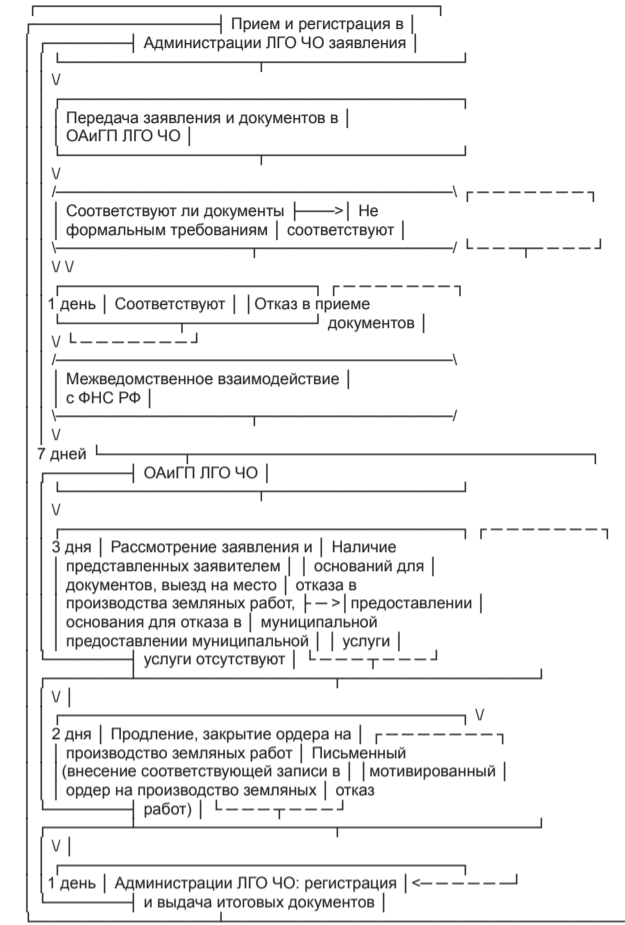 Прием и регистрация в
Администрации ЛГО ЧО заявления
Передача заявления и документов в
ОАиГП ЛГО ЧО
Соответствуют ли документы Не
формальным требованиям соответствуют
1 день Соответствуют Отказ в приеме
документов
Межведомственное взаимодействие
с ФНС РФ
7 дней
ОАиГП ЛГО ЧО
3 дня Рассмотрение заявления и Наличие
представленных заявителем оснований для
документов, выезд на место отказа в
производства земляных работ, предоставлении
основания для отказа в муниципальной
предоставлении муниципальной услуги
услуги отсутствуют
2 дня Продление, закрытие ордера на
производство земляных работ Письменный
(внесение соответствующей записи в мотивированный
ордер на производство земляных отказ
работ)
1 день Администрации ЛГО ЧО: регистрация
и выдача итоговых документов